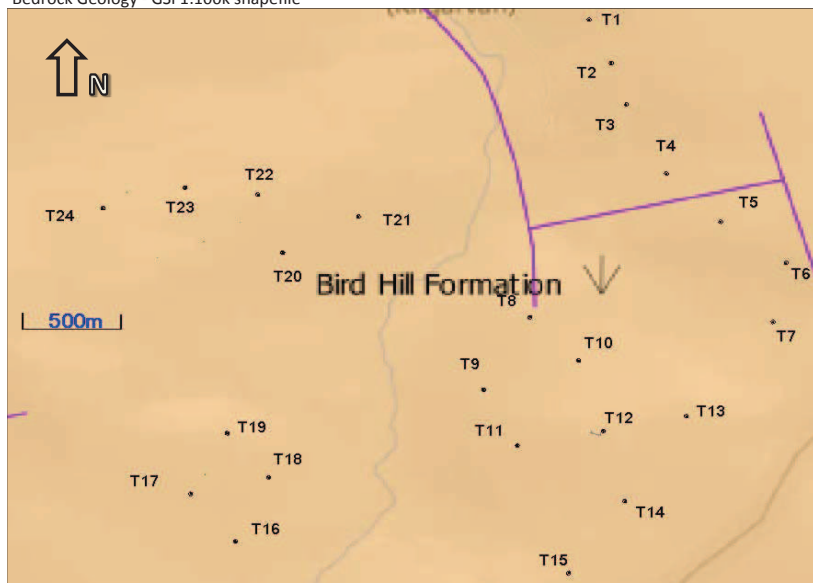 Bedrock Geology - GSI 1:100k shapefile
(Kilgarvan)
T1
N
T2
T3
T4
T22
T24
T23
T21
T5
T20
T6
Bird Hill Formation
T8
500m
T7
T10
T9
T13
T12
T19
T11
T18
T17
T14
T16
T15